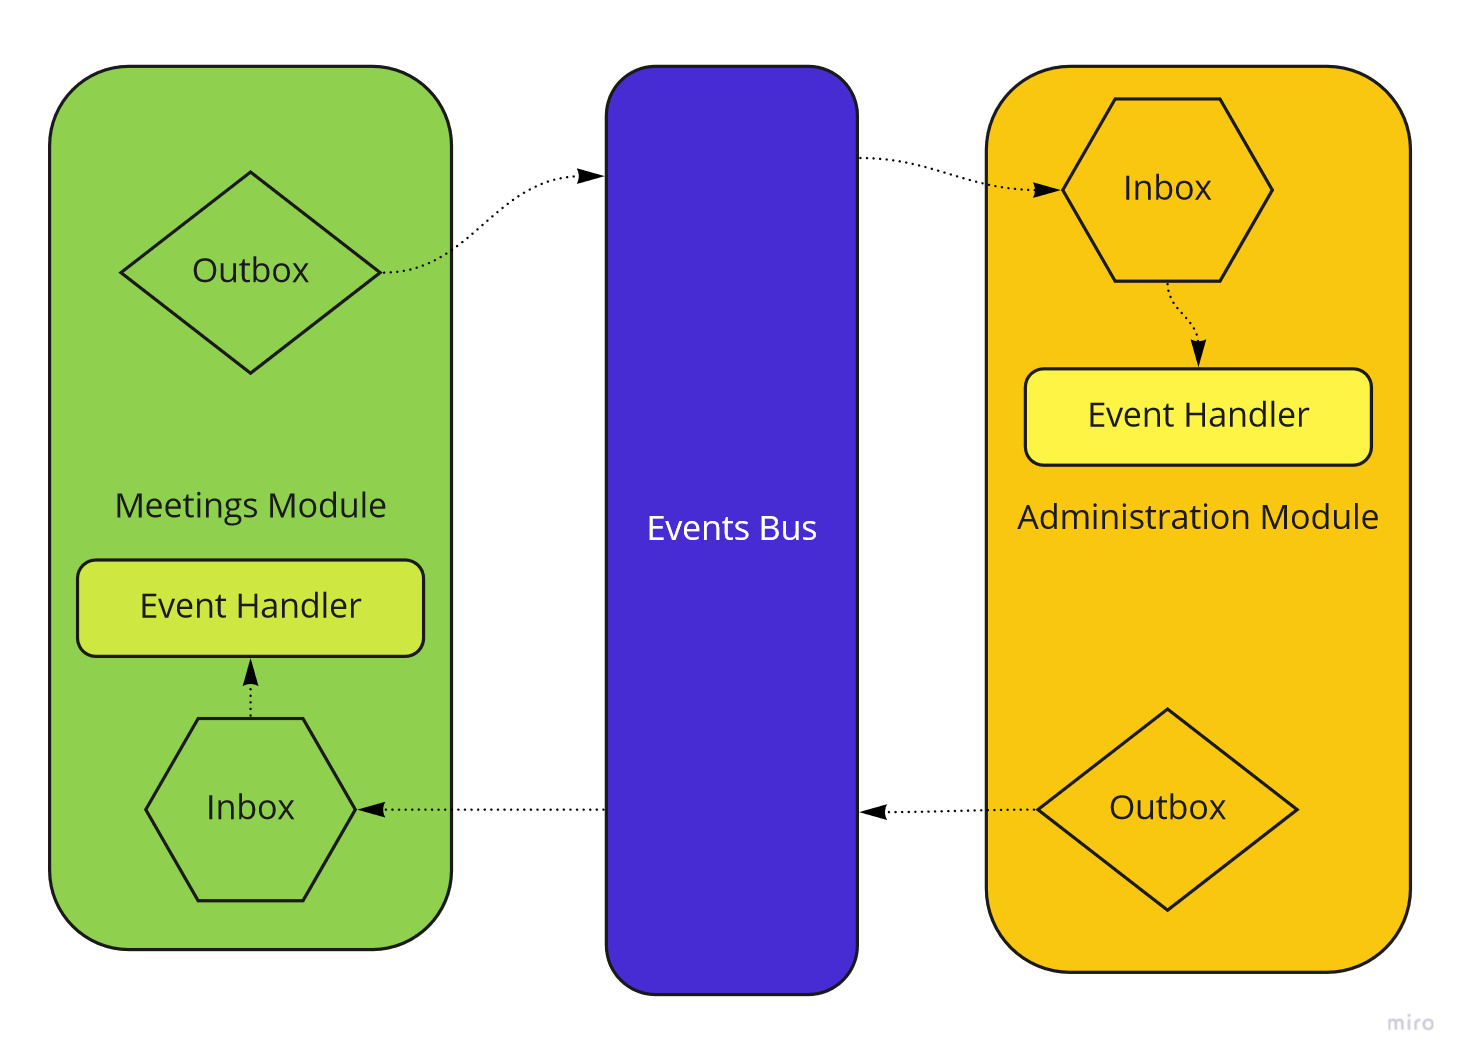 Outbox
Meetings Module
Event Handler
Inbox
Events Bus
Inbox
Event Handler
Administration Module
Outbox
miro